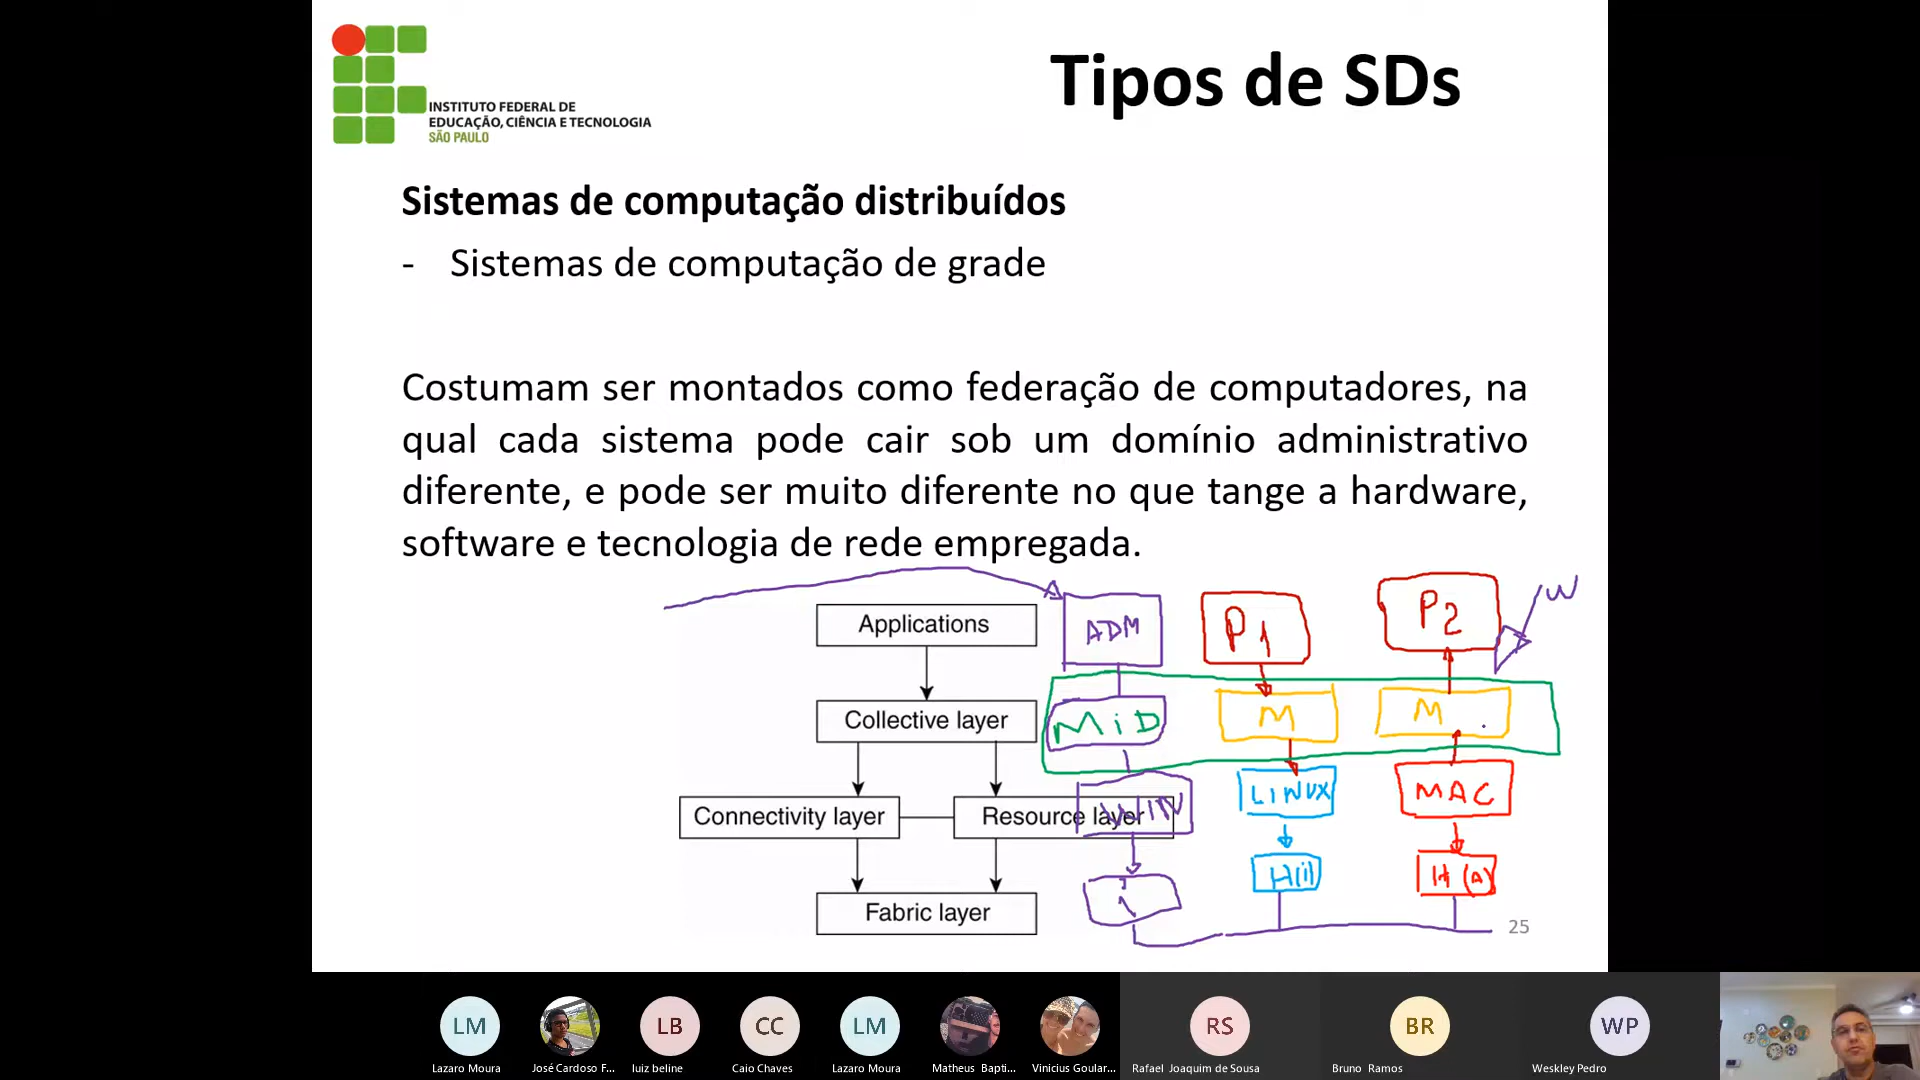 INSTITUTO FEDERAL DE
EDUCAÇÃO, CIÊNCIA E TECNOLOGIA
SÃO PAULO
Tipos de SDs
Sistemas de computação distribuídos
- Sistemas de computação de grade
Costumam ser montados como federação de computadores, na
qual cada sistema pode cair sob um domínio administrativo
diferente, e pode ser muito diferente no que tange a hardware,
software e tecnologia de rede empregada.
Applications
ADM
P1
P2
W
Collective layer
MiD
M
M
Connectivity layer
Resource layer
WIN
LINUX
MAC
Fabric layer
H(i)
H(A)
25
LM
LB
CC
LM
RS
BR
WP
Lazaro Moura
José Cardoso F...
luiz beline
Caio Chaves
Lazaro Moura
Matheus Bapti...
Vinicius Goular...
Rafael Joaquim de Sousa
Bruno Ramos
Weskley Pedro